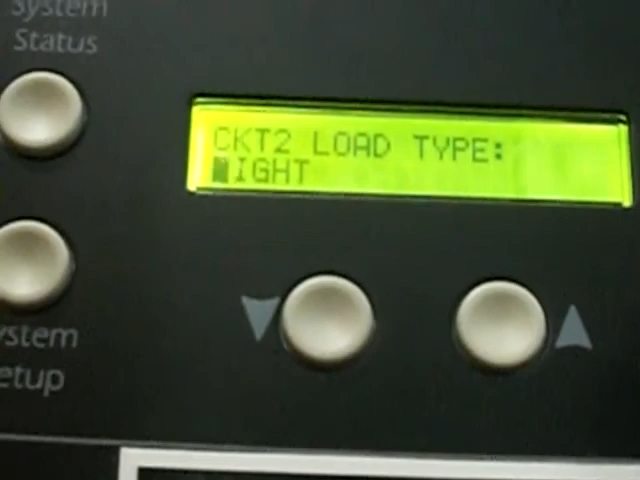 System
Status
CKT2 LOAD TYPE:
IGHT
ystem
etup